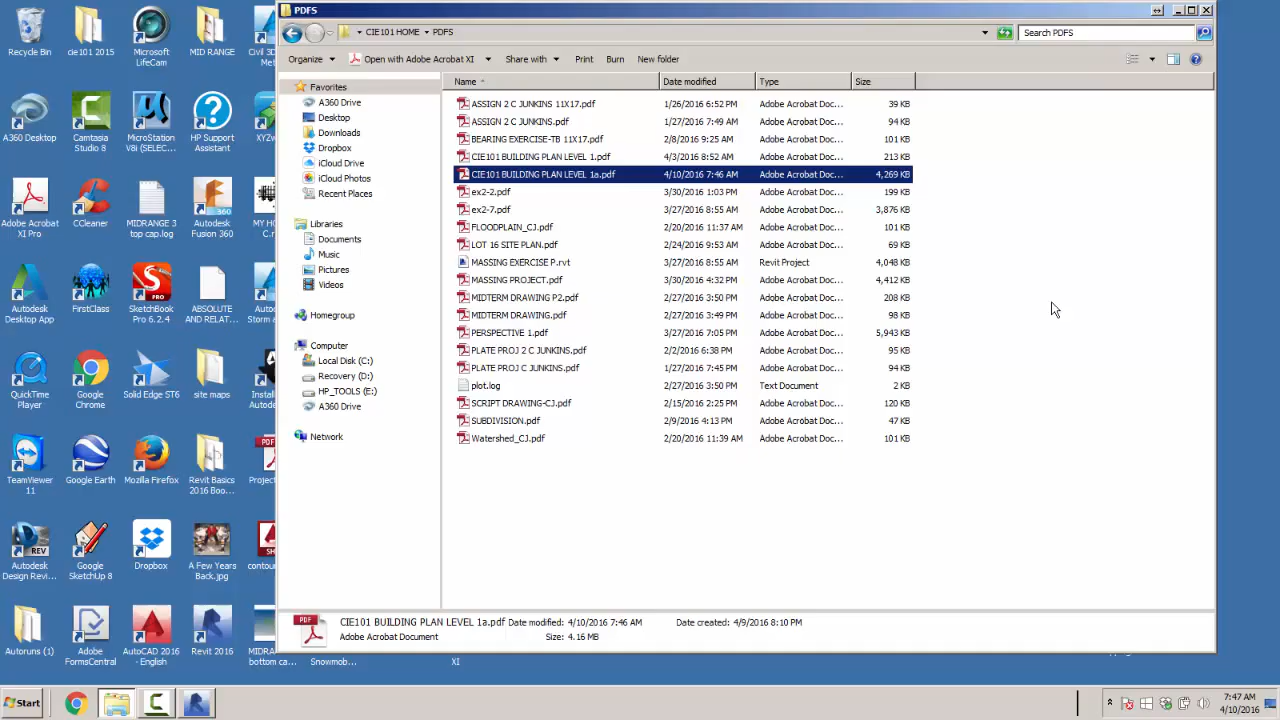 PDFS
CIE101 HOME PDFS
Search PDFS
Organize Open with Adobe Acrobat XI Share with Print Burn New folder
Name Date modified Type Size
Favorites
A360 Drive
Desktop
Downloads
Dropbox
iCloud Drive
iCloud Photos
Recent Places
Libraries
Documents
Music
Pictures
Videos
Homegroup
Computer
Local Disk (C:)
Recovery (D:)
HP_TOOLS (E:)
A360 Drive
Network
ASSIGN 2 C JUNKINS 11X17.pdf 1/26/2016 6:52 PM Adobe Acrobat Doc... 39 KB
ASSIGN 2 C JUNKINS.pdf 1/27/2016 7:49 AM Adobe Acrobat Doc... 94 KB
BEARING EXERCISE-TB 11X17.pdf 2/8/2016 9:25 AM Adobe Acrobat Doc... 101 KB
CIE101 BUILDING PLAN LEVEL 1.pdf 4/3/2016 8:52 AM Adobe Acrobat Doc... 213 KB
CIE101 BUILDING PLAN LEVEL 1a.pdf 4/10/2016 7:46 AM Adobe Acrobat Doc... 4,269 KB
ex2-2.pdf 3/30/2016 1:03 PM Adobe Acrobat Doc... 199 KB
ex2-7.pdf 3/27/2016 8:55 AM Adobe Acrobat Doc... 3,876 KB
FLOODPLAIN_CJ.pdf 2/20/2016 11:37 AM Adobe Acrobat Doc... 101 KB
LOT 16 SITE PLAN.pdf 2/24/2016 9:53 AM Adobe Acrobat Doc... 69 KB
MASSING EXERCISE P.rvt 3/27/2016 8:55 AM Revit Project 4,048 KB
MASSING PROJECT.pdf 3/30/2016 4:32 PM Adobe Acrobat Doc... 4,412 KB
MIDTERM DRAWING P2.pdf 2/27/2016 3:50 PM Adobe Acrobat Doc... 208 KB
MIDTERM DRAWING.pdf 2/27/2016 3:49 PM Adobe Acrobat Doc... 98 KB
PERSPECTIVE 1.pdf 3/27/2016 7:05 PM Adobe Acrobat Doc... 5,943 KB
PLATE PROJ 2 C JUNKINS.pdf 2/2/2016 6:38 PM Adobe Acrobat Doc... 95 KB
PLATE PROJ C JUNKINS.pdf 1/27/2016 7:45 PM Adobe Acrobat Doc... 94 KB
plot.log 2/27/2016 3:50 PM Text Document 2 KB
SCRIPT DRAWING-CJ.pdf 2/15/2016 2:25 PM Adobe Acrobat Doc... 120 KB
SUBDIVISION.pdf 2/9/2016 4:13 PM Adobe Acrobat Doc... 47 KB
Watershed_CJ.pdf 2/20/2016 11:39 AM Adobe Acrobat Doc... 101 KB
PDF
CIE101 BUILDING PLAN LEVEL 1a.pdf Date modified: 4/10/2016 7:46 AM Date created: 4/9/2016 8:10 PM
Adobe Acrobat Document Size: 4.16 MB
Recycle Bin
cie101 2015
Microsoft
LifeCam
MID RANGE
Civil 3D
Met
A360 Desktop
Camtasia
Studio 8
MicroStation
V8i (SELEC...
HP Support
Assistant
XYZw
Adobe Acrobat
XI Pro
CCleaner
MIDRANGE 3
top cap.log
Autodesk
Fusion 360
MY HO
C.r
Autodesk
Desktop App
FirstClass
SketchBook
Pro 6.2.4
ABSOLUTE
AND RELAT...
Auto
Storm a
QuickTime
Player
Google
Chrome
Solid Edge ST6
site maps
Install
Autode
TeamViewer
11
Google Earth
Mozilla Firefox
Revit Basics
2016 Boo...
PDF
Project
Autodesk
Design Revi...
Google
SketchUp 8
Dropbox
A Few Years
Back.jpg
contou
Autoruns (1)
Adobe
FormsCentral
AutoCAD 2016
- English
Revit 2016
MIDRA
bottom ca...
Snowmob...
XI
Start
7:47 AM
4/10/2016